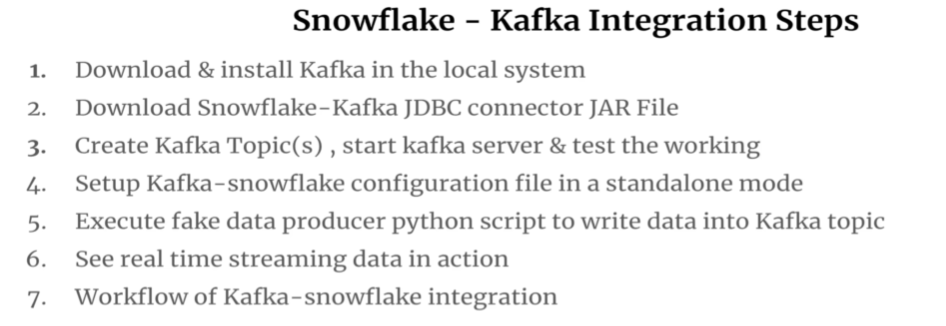 Snowflake - Kafka Integration Steps
1. Download & install Kafka in the local system
2. Download Snowflake-Kafka JDBC connector JAR File
3. Create Kafka Topic(s) , start kafka server & test the working
4. Setup Kafka-snowflake configuration file in a standalone mode
5. Execute fake data producer python script to write data into Kafka topic
6. See real time streaming data in action
7. Workflow of Kafka-snowflake integration